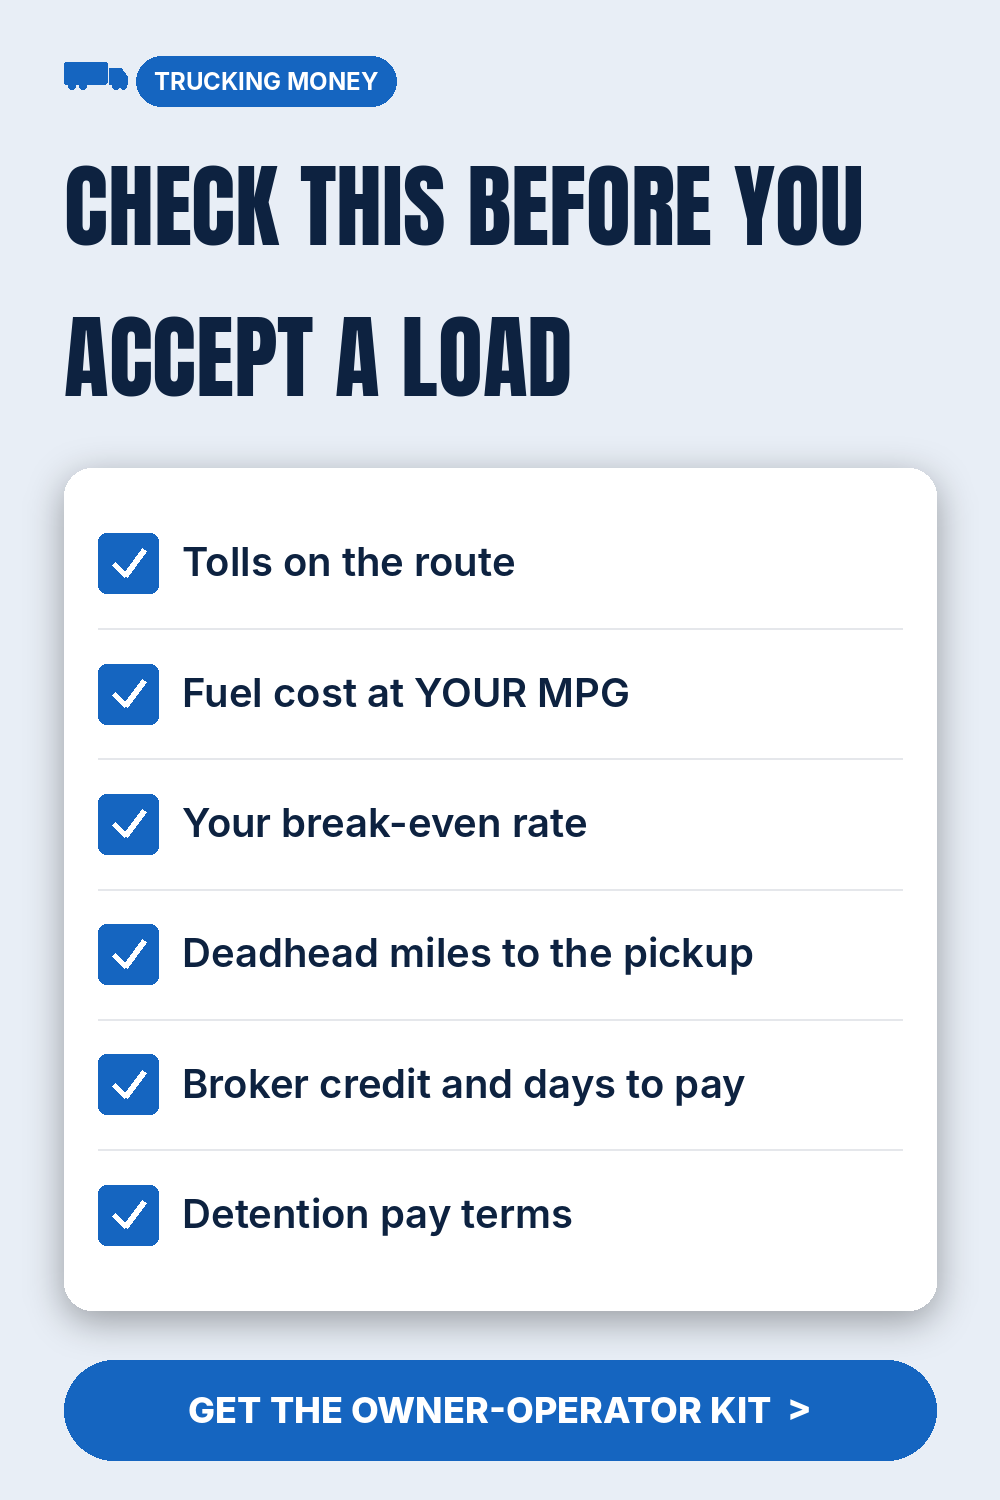 TRUCKING MONEY
CHECK THIS BEFORE YOU
ACCEPT A LOAD
Tolls on the route
Fuel cost at YOUR MPG
Your break-even rate
Deadhead miles to the pickup
Broker credit and days to pay
Detention pay terms
GET THE OWNER-OPERATOR KIT >